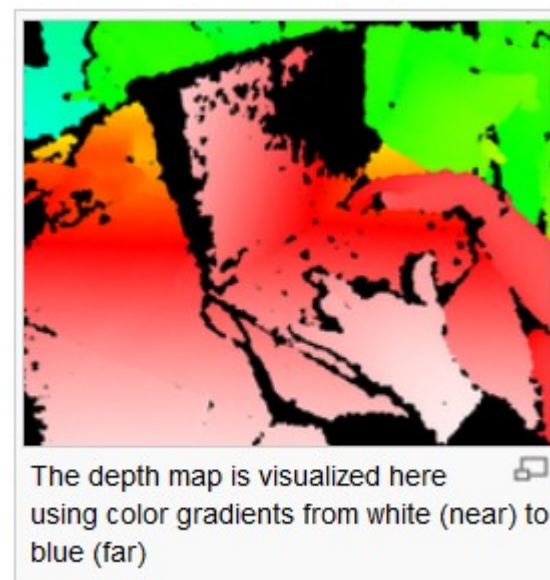 The depth map is visualized here
using color gradients from white (near) to
blue (far)